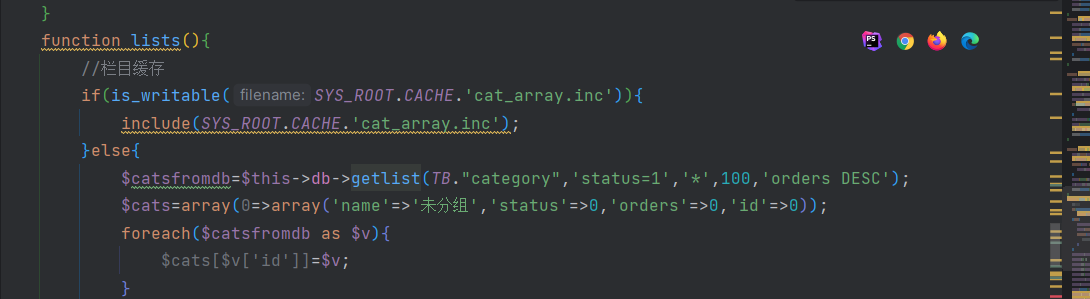 }
function lists(){
//栏目缓存
if(is_writable( filename: SYS_ROOT.CACHE.'cat_array.inc')){
include(SYS_ROOT.CACHE.'cat_array.inc');
}else{
$catsfromdb=$this->db->getlist(TB."category",'status=1','*',100,'orders DESC');
$cats=array(0=>array('name'=>'未分组','status'=>0,'orders'=>0,'id'=>0));
foreach($catsfromdb as $v){
$cats[$v['id']]=$v;
}
PS